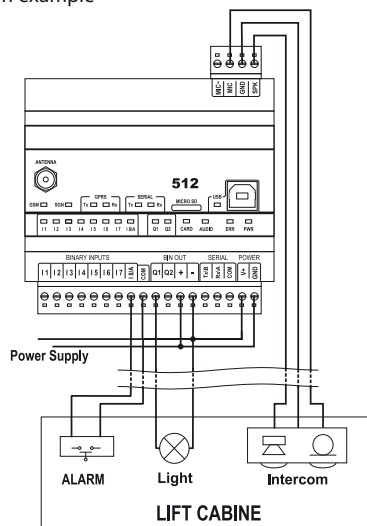 n example
MIC-
MIC
GND
SPK
ANTENNA
512
GPRS
SERIAL
USB
GSM
SGN
Tx
Rx
Tx
Rx
MICRO SD
I1 I2 I3 I4 I5 I6 I7 I8/A Q1 Q2 CARD AUDIO ERR PWR
BINARY INPUTS BIN OUT SERIAL POWER
I1 I2 I3 I4 I5 I6 I7 I8/A COM Q1 Q2 + - TxB RxA COM V+ GND
Power Supply
ALARM
Light
Intercom
LIFT CABINE